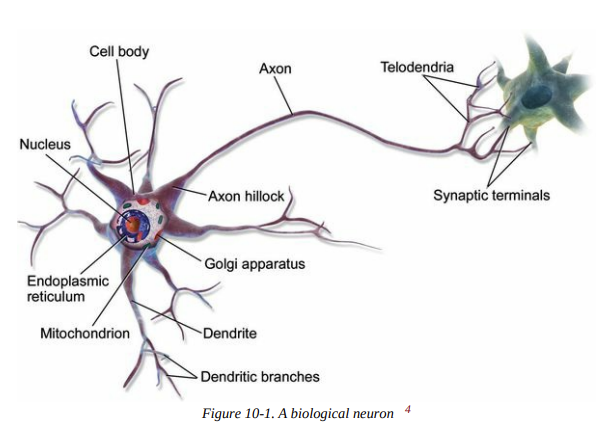 Cell body
Axon
Telodendria
Nucleus
Axon hillock
Synaptic terminals
Golgi apparatus
Endoplasmic
reticulum
Mitochondrion
Dendrite
Dendritic branches
Figure 10-1. A biological neuron 4